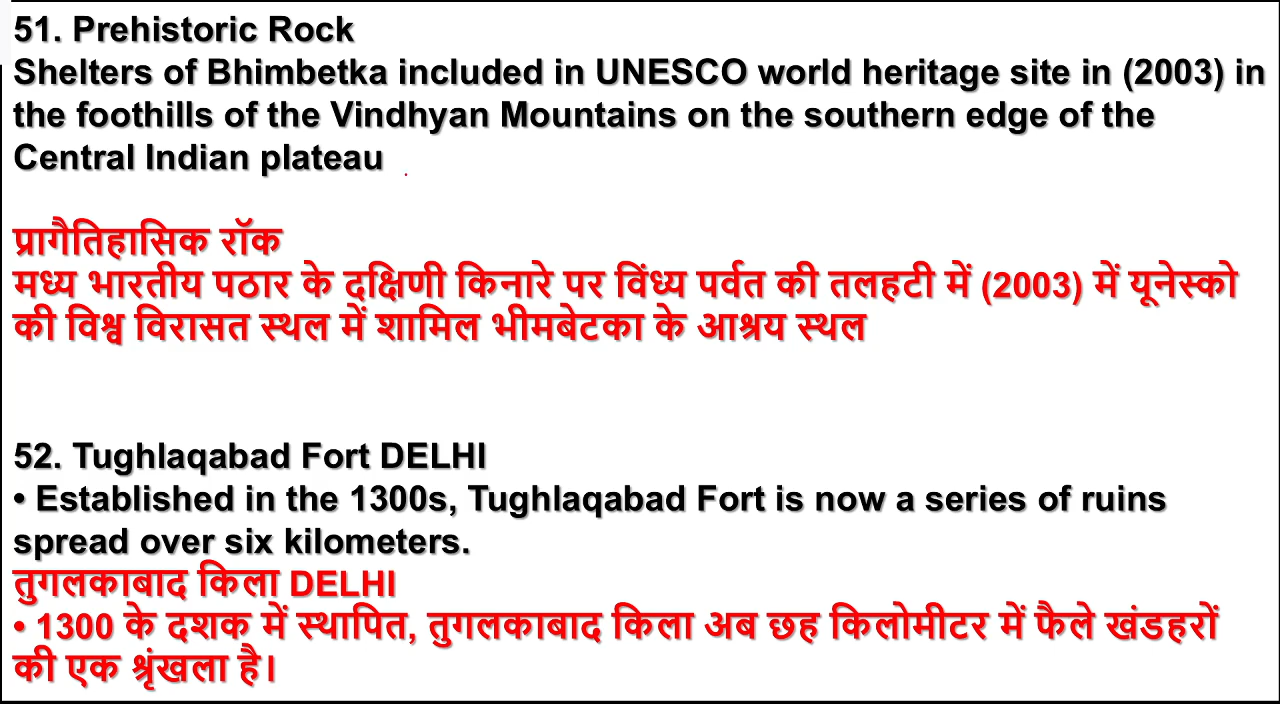 51. Prehistoric Rock
Shelters of Bhimbetka included in UNESCO world heritage site in (2003) in
the foothills of the Vindhyan Mountains on the southern edge of the
Central Indian plateau
प्रागैतिहासिक रॉक
मध्य भारतीय पठार के दक्षिणी किनारे पर विंध्य पर्वत की तलहटी में (2003) में यूनेस्को
की विश्व विरासत स्थल में शामिल भीमबेटका के आश्रय स्थल
52. Tughlaqabad Fort DELHI
• Established in the 1300s, Tughlaqabad Fort is now a series of ruins
spread over six kilometers.
तुगलकाबाद किला DELHI
• 1300 के दशक में स्थापित, तुगलकाबाद किला अब छह किलोमीटर में फैले खंडहरों
की एक श्रृंखला है।